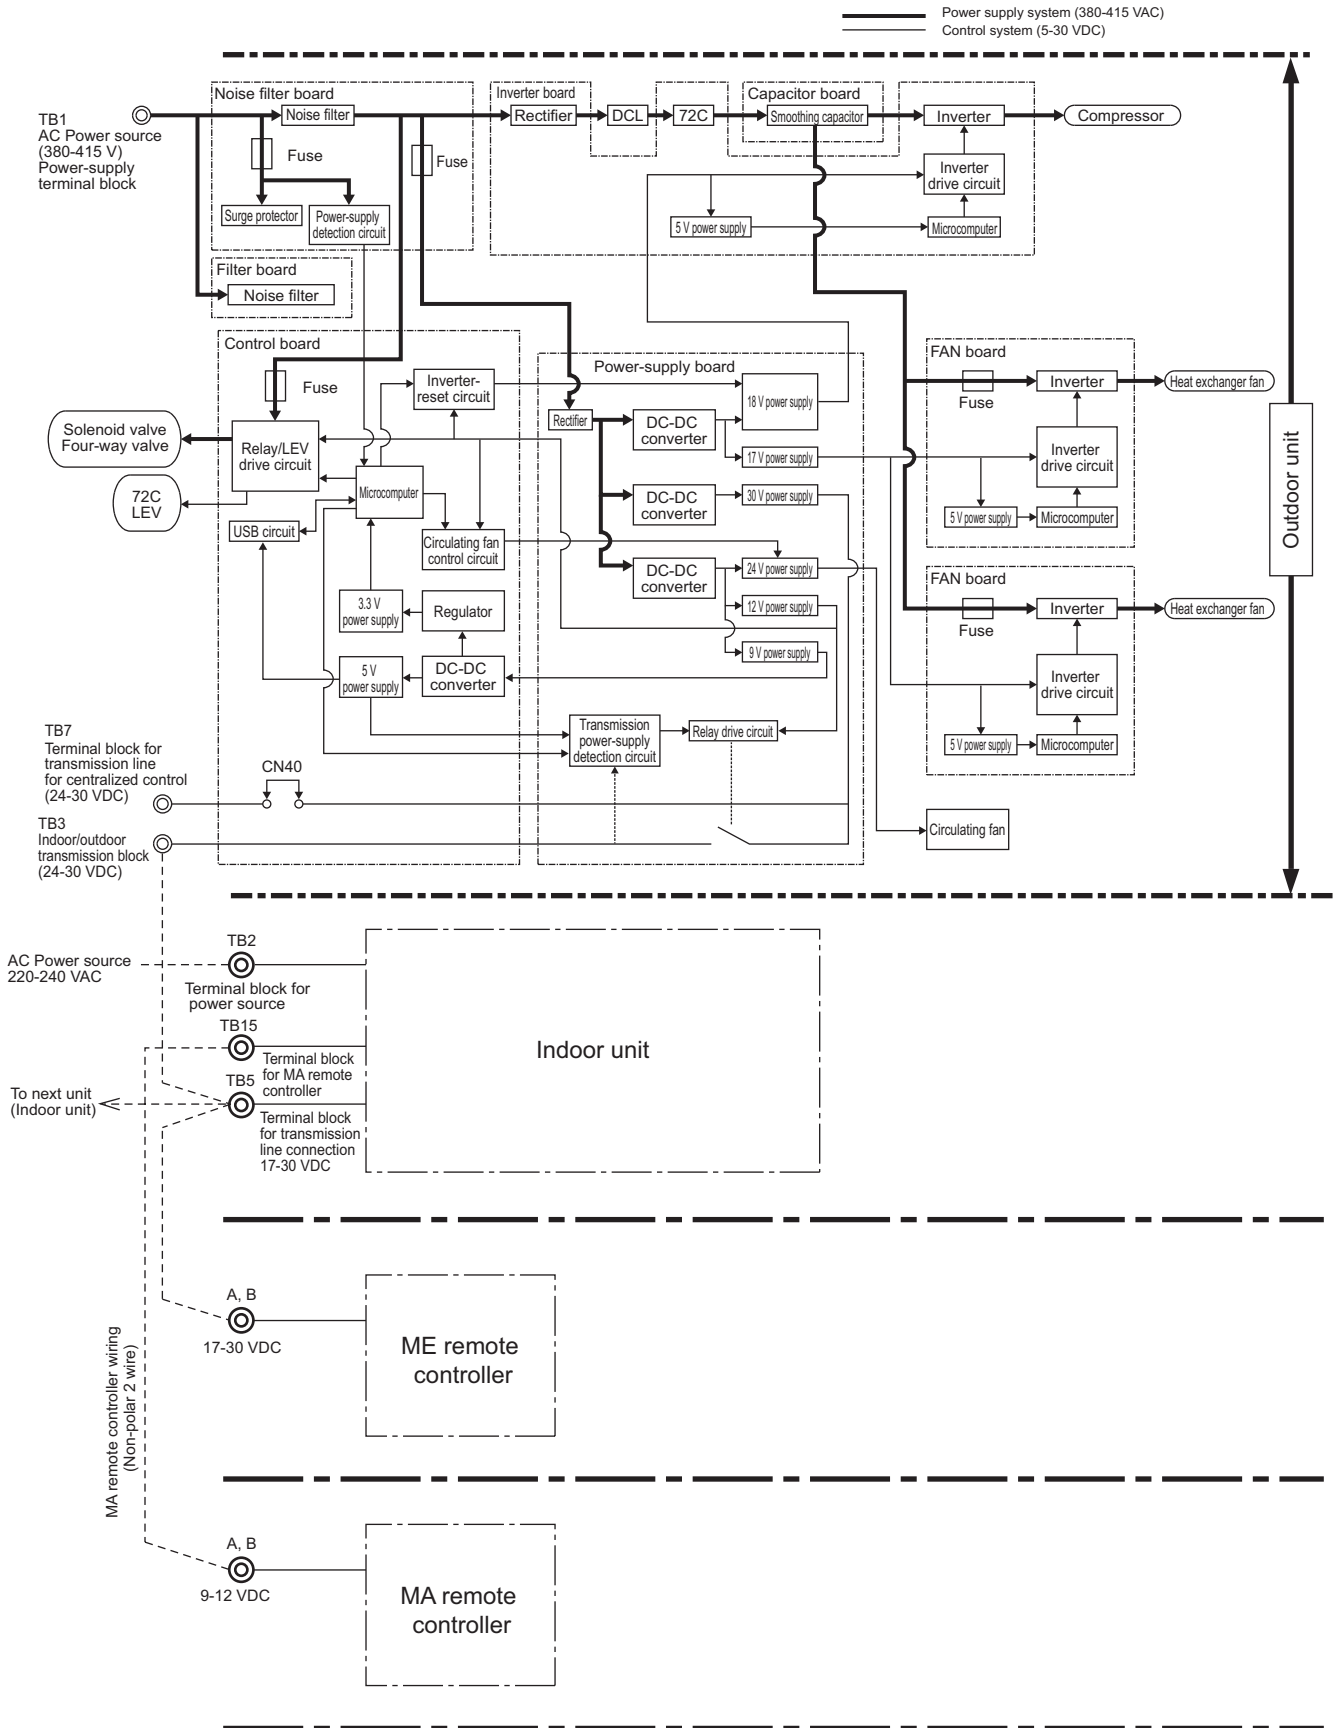 Power supply system (380-415 VAC)
Control system (5-30 VDC)
TB1
AC Power source
(380-415 V)
Power-supply
terminal block
Noise filter board
Noise filter
Fuse
Fuse
Surge protector
Power-supply
detection circuit
Filter board
Noise filter
Inverter board
Rectifier
DCL
72C
Capacitor board
Smoothing capacitor
Inverter
Compressor
Inverter
drive circuit
5 V power supply
Microcomputer
Control board
Fuse
Inverter-
reset circuit
Solenoid valve
Four-way valve
Relay/LEV
drive circuit
72C
LEV
Microcomputer
USB circuit
Circulating fan
control circuit
3.3 V
power supply
Regulator
5 V
power supply
DC-DC
converter
Power-supply board
Rectifier
DC-DC
converter
18 V power supply
17 V power supply
DC-DC
converter
30 V power supply
DC-DC
converter
24 V power supply
12 V power supply
9 V power supply
Transmission
power-supply
detection circuit
Relay drive circuit
FAN board
Fuse
Inverter
Heat exchanger fan
Inverter
drive circuit
5 V power supply
Microcomputer
FAN board
Fuse
Inverter
Heat exchanger fan
Inverter
drive circuit
5 V power supply
Microcomputer
Outdoor unit
Circulating fan
TB7
Terminal block for
transmission line
for centralized control
(24-30 VDC)
CN40
TB3
Indoor/outdoor
transmission block
(24-30 VDC)
AC Power source
220-240 VAC
TB2
Terminal block for
power source
TB15
Terminal block
for MA remote
controller
TB5
Terminal block
for transmission
line connection
17-30 VDC
To next unit
(Indoor unit)
Indoor unit
A, B
17-30 VDC
ME remote
controller
MA remote controller wiring
(Non-polar 2 wire)
A, B
9-12 VDC
MA remote
controller